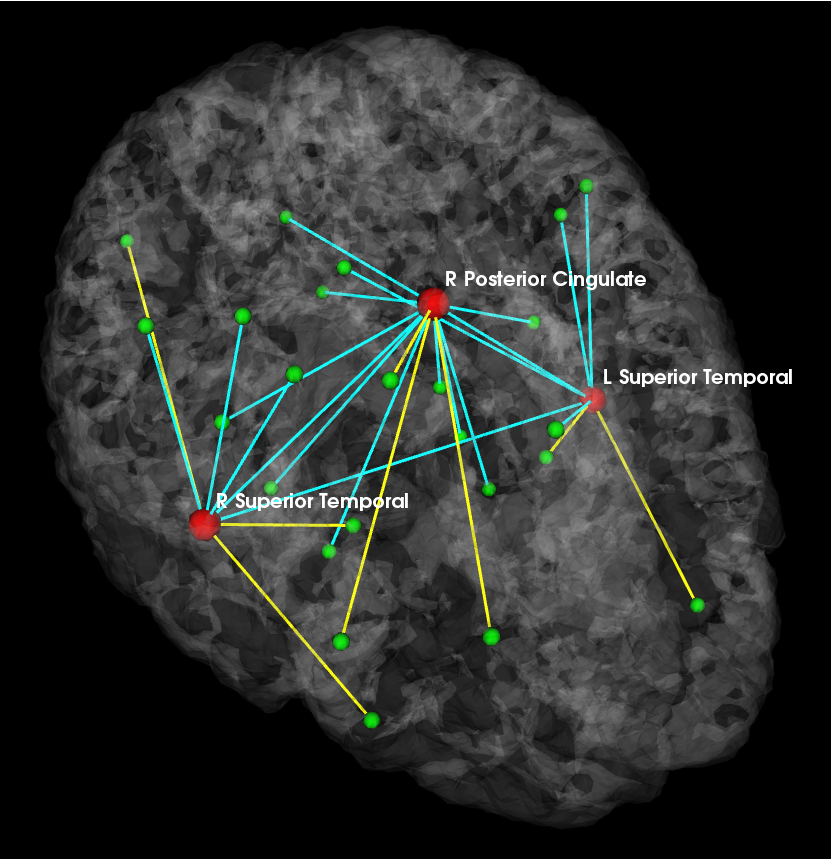 R Posterior Cingulate
L Superior Temporal
R Superior Temporal